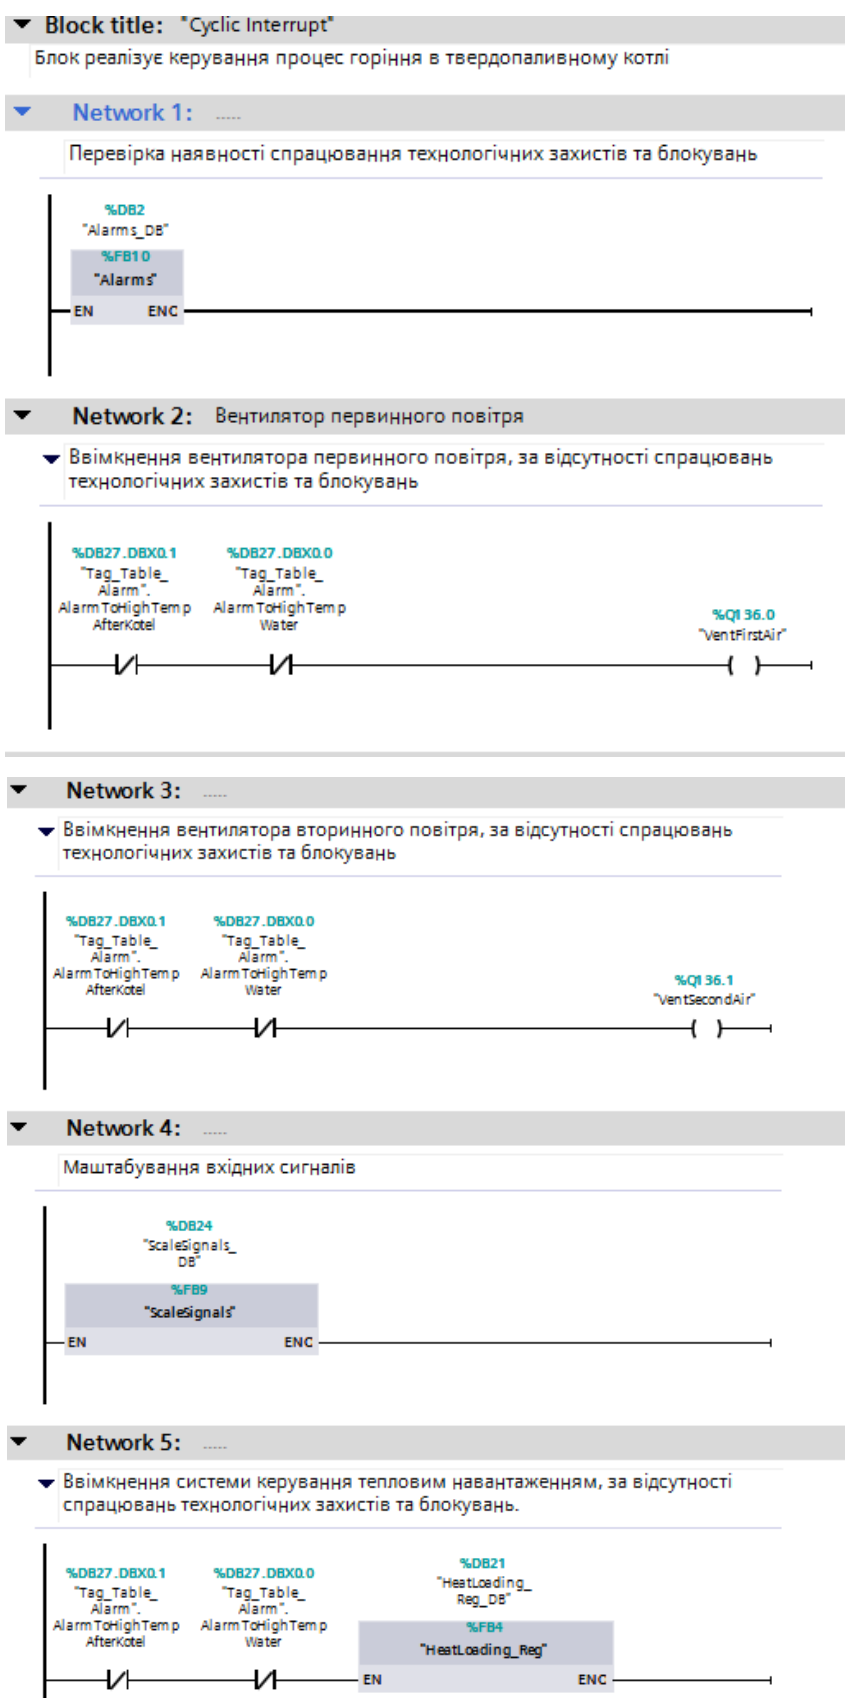 Block title: "Cyclic Interrupt"
Блок реалізує керування процес горіння в твердопаливному котлі
Network 1: .....
Перевірка наявності спрацювання технологічних захистів та блокувань
%DB2
"Alarms_DB"
%FB10
"Alarms"
EN ENO
Network 2: Вентилятор первинного повітря
Ввімкнення вентилятора первинного повітря, за відсутності спрацювань
технологічних захистів та блокувань
%DB27.DBX0.1 %DB27.DBX0.0
"Tag_Table_ "Tag_Table_
Alarm". Alarm".
AlarmToHighTemp AlarmToHighTemp
AfterKotel Water
%Q136.0
"VentFirstAir"
Network 3: .....
Ввімкнення вентилятора вторинного повітря, за відсутності спрацювань
технологічних захистів та блокувань
%DB27.DBX0.1 %DB27.DBX0.0
"Tag_Table_ "Tag_Table_
Alarm". Alarm".
AlarmToHighTemp AlarmToHighTemp
AfterKotel Water
%Q136.1
"VentSecondAir"
Network 4: .....
Маштабування вхідних сигналів
%DB24
"ScaleSignals_
DB"
%FB9
"ScaleSignals"
EN ENO
Network 5: .....
Ввімкнення системи керування тепловим навантаженням, за відсутності
спрацювань технологічних захистів та блокувань.
%DB27.DBX0.1 %DB27.DBX0.0
"Tag_Table_ "Tag_Table_
Alarm". Alarm".
AlarmToHighTemp AlarmToHighTemp
AfterKotel Water
%DB21
"HeatLoading_
Reg_DB"
%FB4
"HeatLoading_Reg"
EN ENO